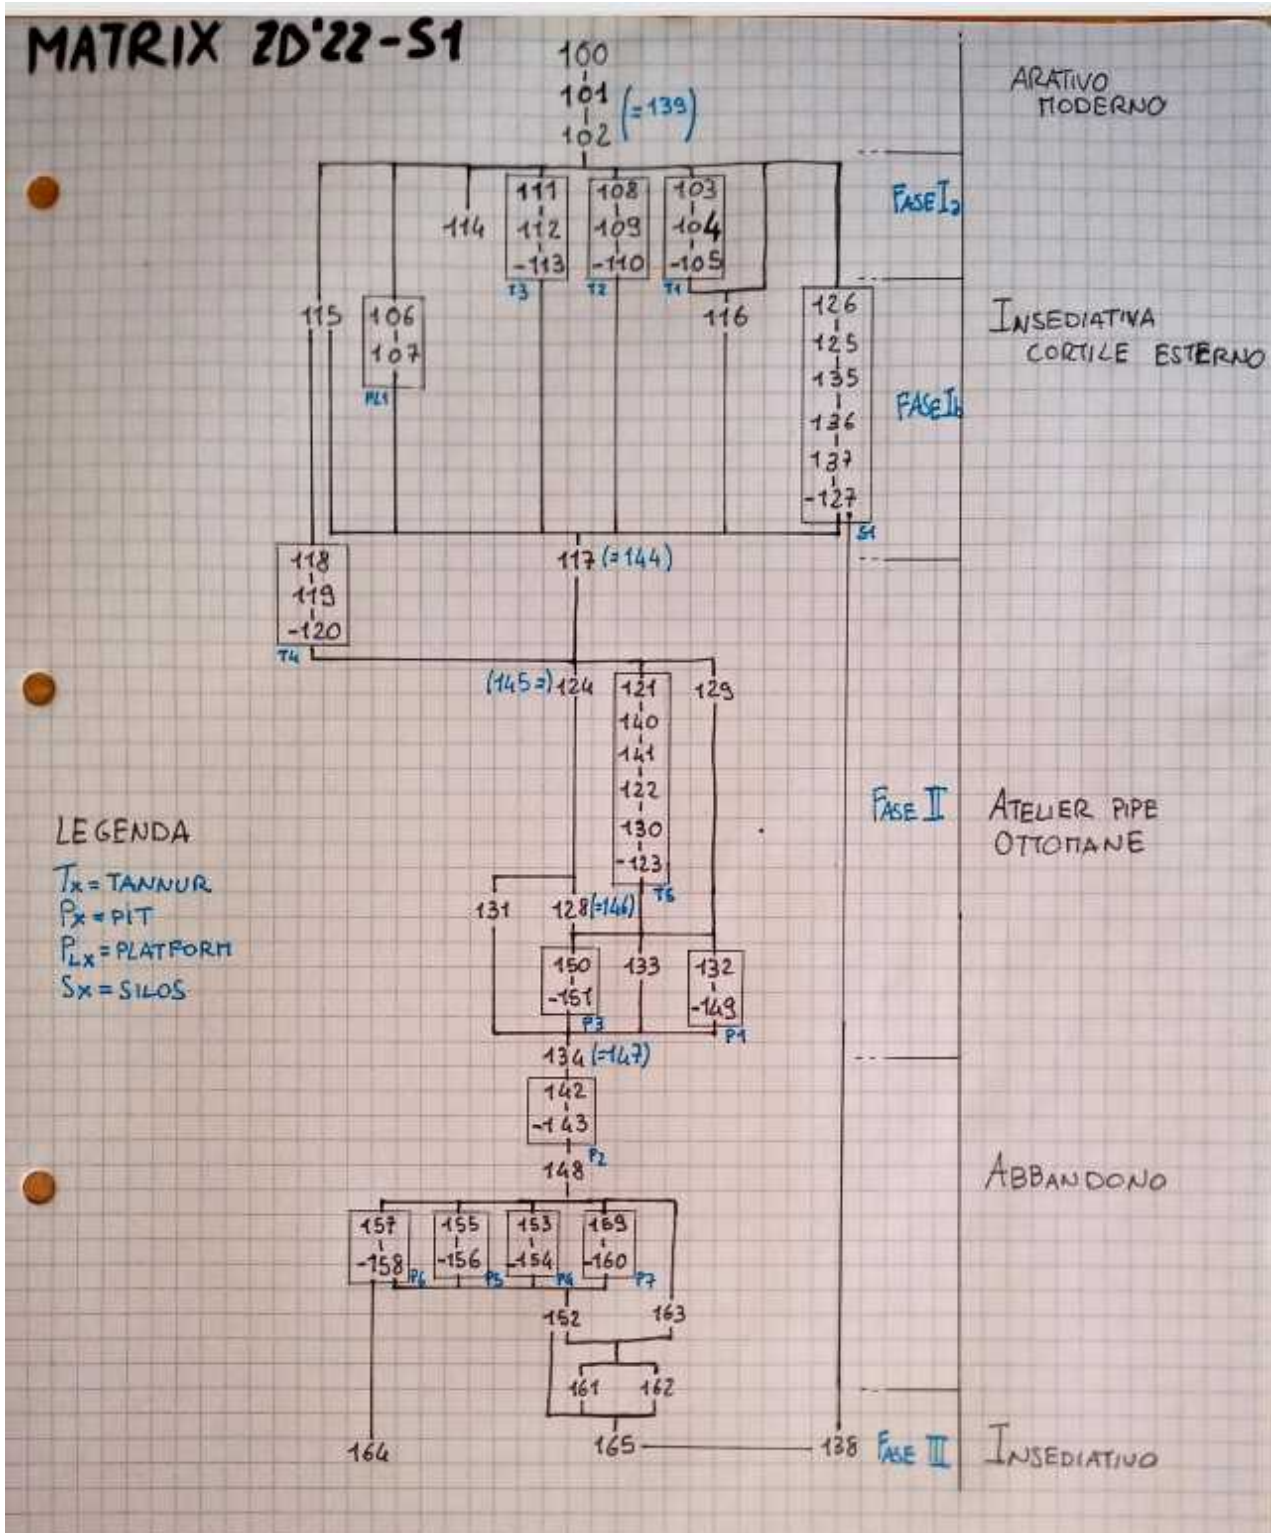 MATRIX ZD'22-S1
100
101
102 (=139)
ARATIVO
MODERNO
111 108 103
114 112 109 104
-113 -110 -105
T3 T2 T1
FASE Ia
115 106 116 126
107 125
PL1 135
136
137
-127
S1
INSEDIATIVA
CORTILE ESTERNO
FASE Ib
118 117 (=144)
119
-120
T4
(145=) 124 121 129
140
141
122
130
-123
T5
FASE II ATELIER PIPE
OTTOMANE
LEGENDA
Tx = TANNUR
Px = PIT
PLx = PLATFORM
Sx = SILOS
131 128 (=146)
150 133 132
-151 -149
P3 P1
134 (=147)
142
-143
P2
148
ABBANDONO
157 155 153 159
-158 -156 -154 -160
P6 P5 P4 P7
152 163
161 162
164 165 138 FASE III INSEDIATIVO